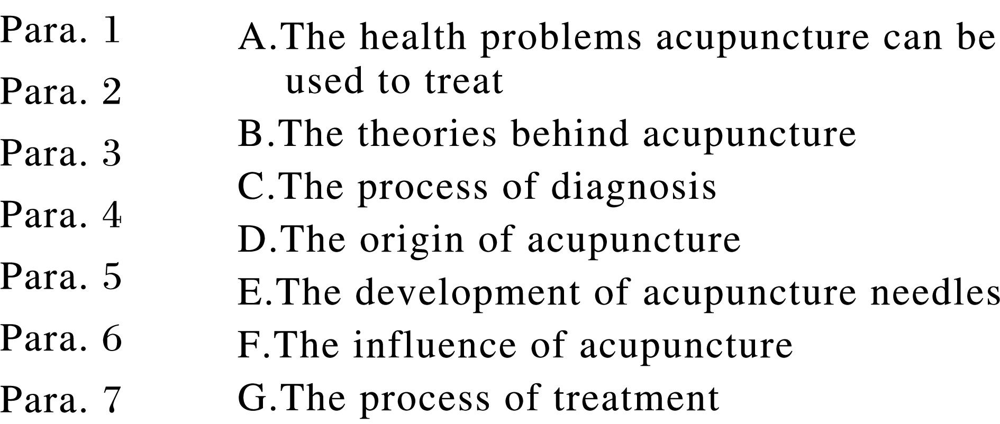 Para. 1
Para. 2
Para. 3
Para. 4
Para. 5
Para. 6
Para. 7
A.The health problems acupuncture can be
used to treat
B.The theories behind acupuncture
C.The process of diagnosis
D.The origin of acupuncture
E.The development of acupuncture needles
F.The influence of acupuncture
G.The process of treatment